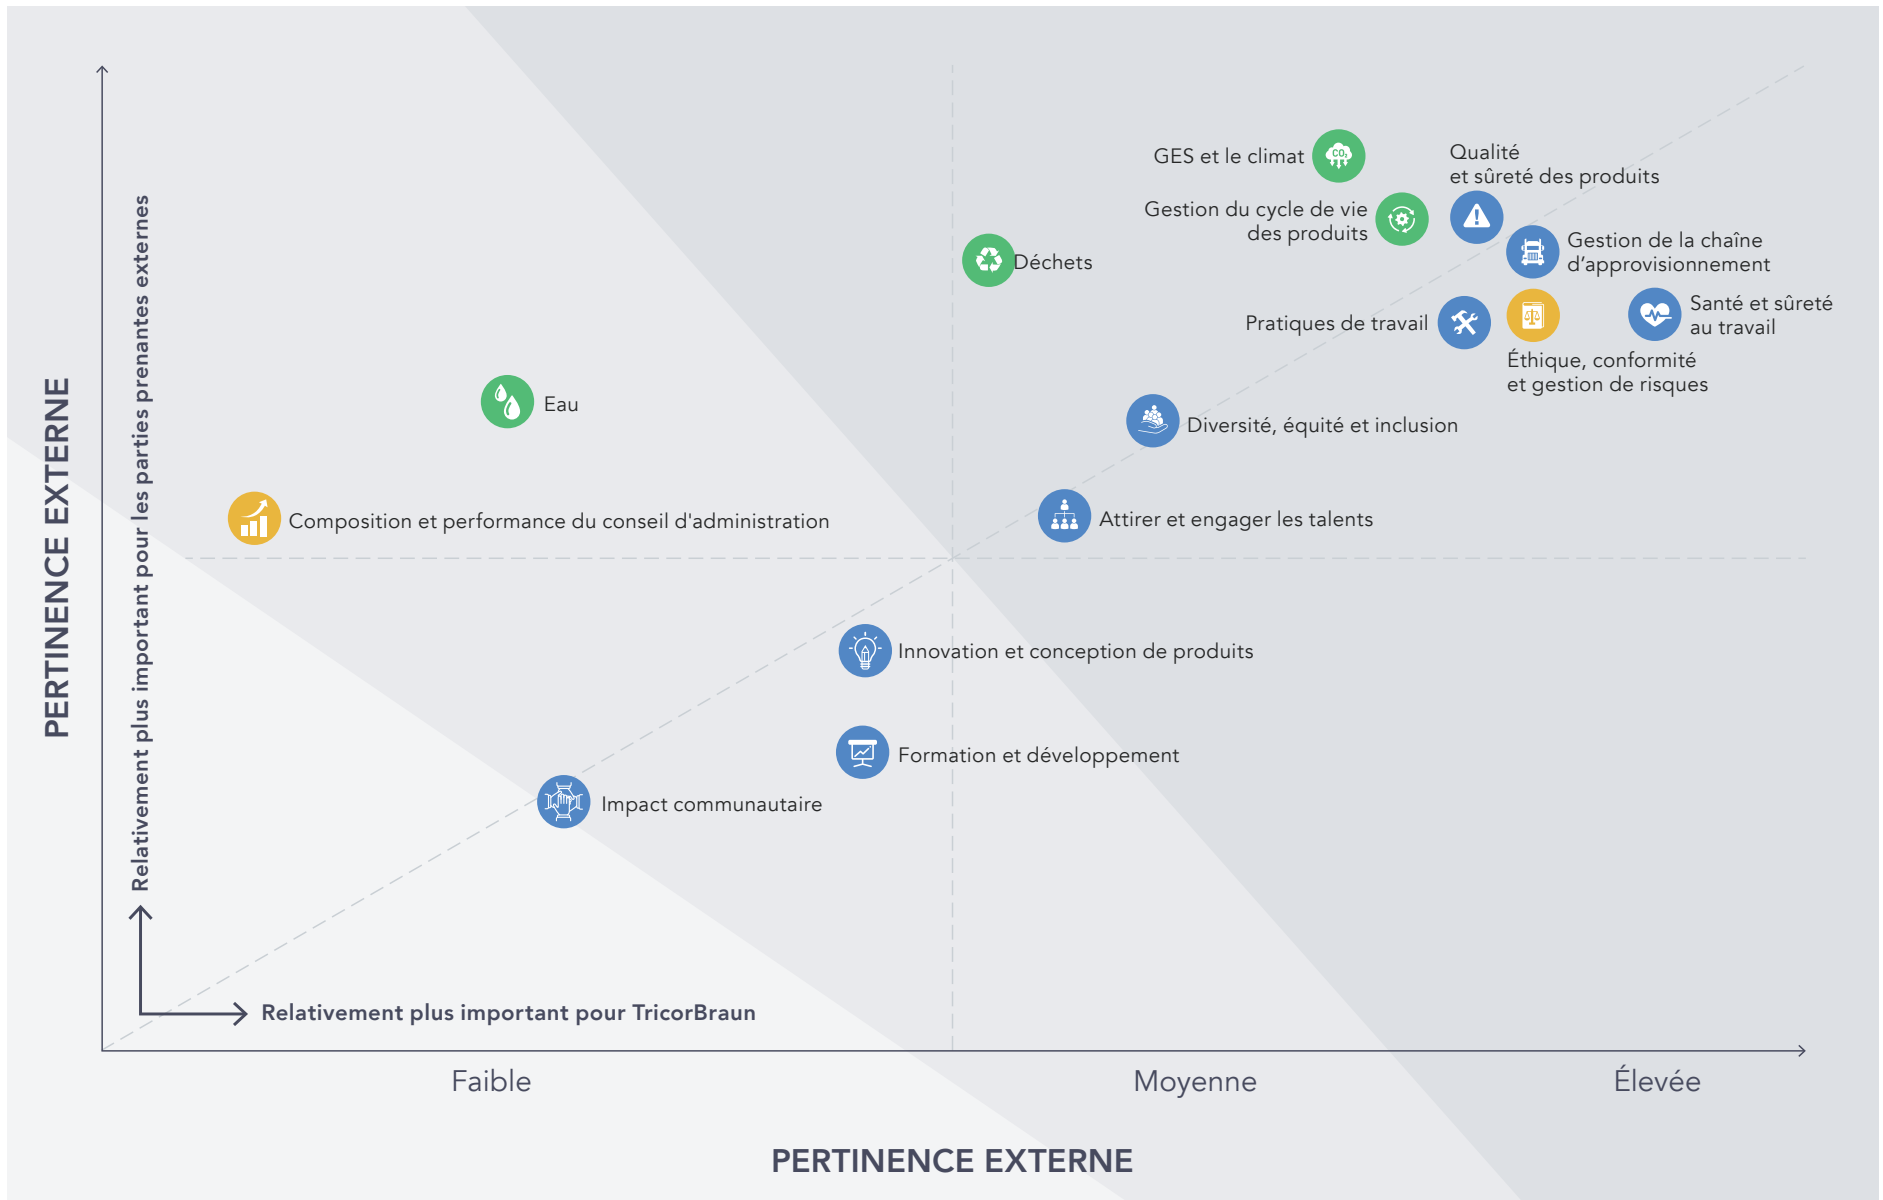 PERTINENCE EXTERNE
Relativement plus important pour les parties prenantes externes
GES et le climat
CO₂
Qualité
et sûreté des produits
Gestion du cycle de vie
des produits
Gestion de la chaîne
d'approvisionnement
Déchets
Santé et sûreté
au travail
Pratiques de travail
Éthique, conformité
et gestion de risques
Eau
Diversité, équité et inclusion
Composition et performance du conseil d'administration
Attirer et engager les talents
Innovation et conception de produits
Formation et développement
Impact communautaire
Relativement plus important pour TricorBraun
Faible
Moyenne
Élevée
PERTINENCE EXTERNE